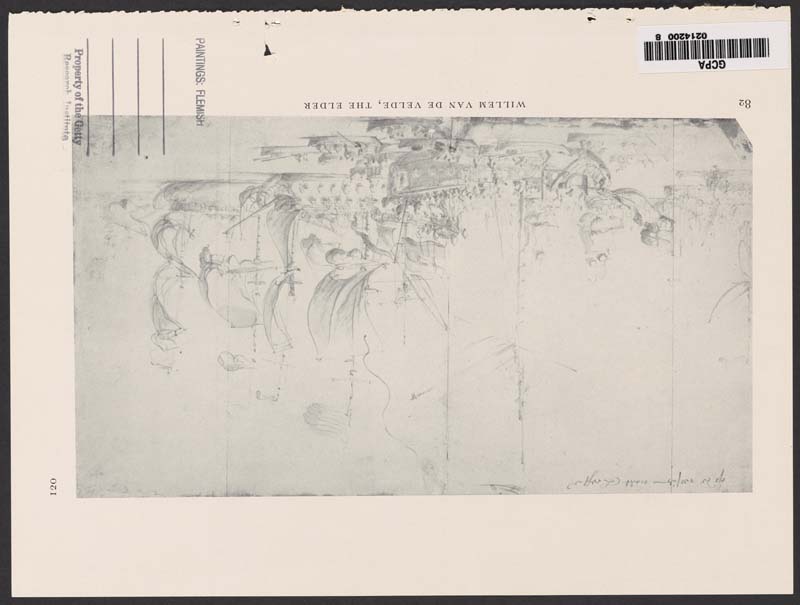 GCPA
0214200 8
82
WILLEM VAN DE VELDE, THE ELDER
PAINTINGS: FLEMISH
Property of the Getty
Research Institute
120